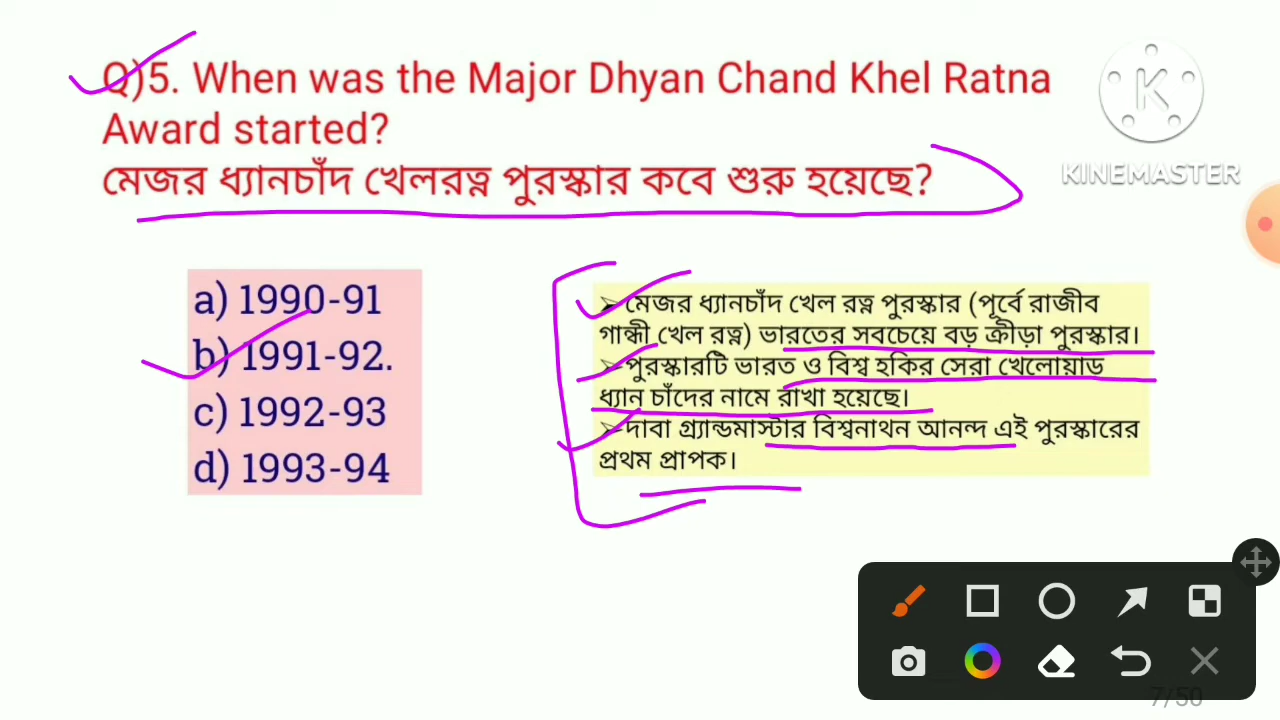 Q)5. When was the Major Dhyan Chand Khel Ratna
Award started?
মেজর ধ্যানচাঁদ খেলরত্ন পুরস্কার কবে শুরু হয়েছে?
KINEMASTER
a) 1990-91
b) 1991-92.
c) 1992-93
d) 1993-94
➢মেজর ধ্যানচাঁদ খেল রত্ন পুরস্কার (পূর্বে রাজীব
গান্ধী খেল রত্ন) ভারতের সবচেয়ে বড় ক্রীড়া পুরস্কার।
➢পুরস্কারটি ভারত ও বিশ্ব হকির সেরা খেলোয়াড
ধ্যান চাঁদের নামে রাখা হয়েছে।
➢দাবা গ্র্যান্ডমাস্টার বিশ্বনাথন আনন্দ এই পুরস্কারের
প্রথম প্রাপক।
7/50